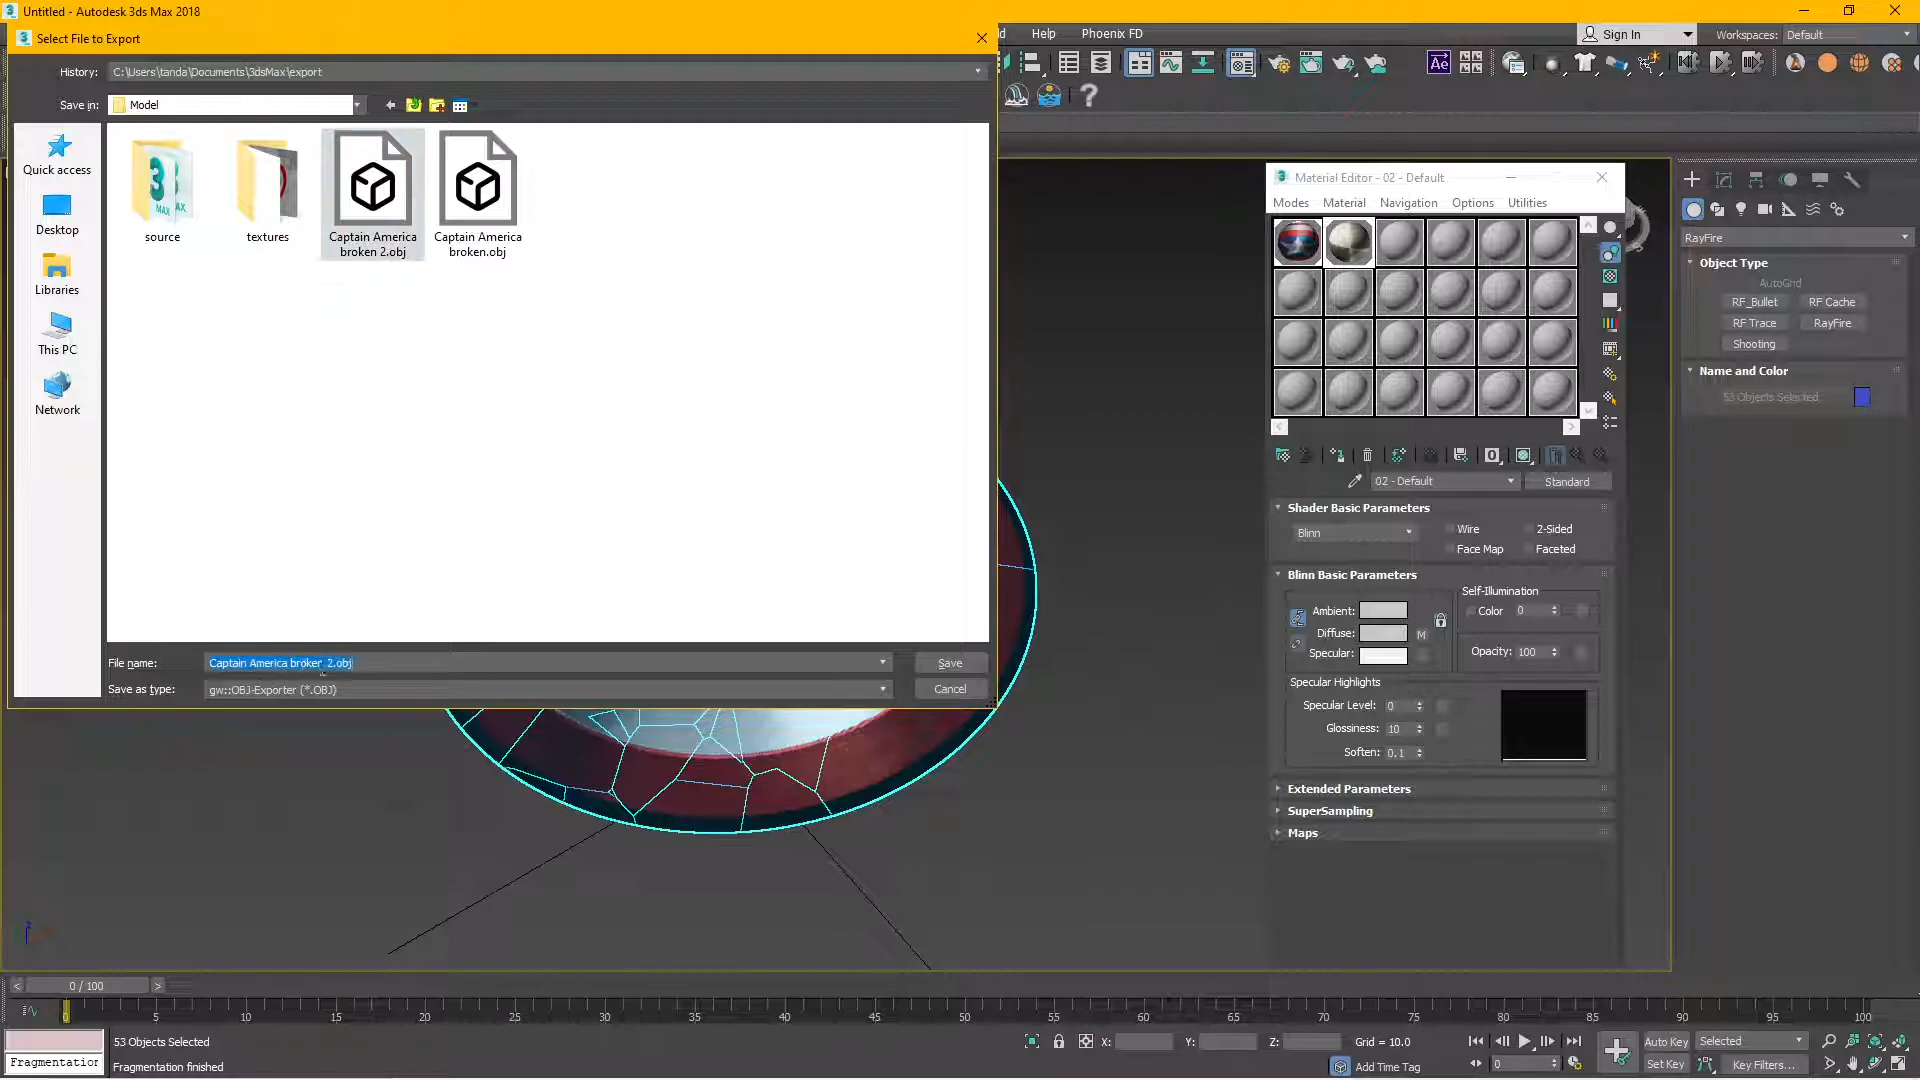 Untitled - Autodesk 3ds Max 2018
Select File to Export
Help
Phoenix FD
Sign In
Workspaces: Default
History: C:\Users\tanda\Documents\3dsMax\export
Save in: Model
Quick access
Desktop
Libraries
This PC
Network
source
textures
Captain America
broken 2.obj
Captain America
broken.obj
File name: Captain America broken 2.obj
Save
Save as type: gw::OBJ-Exporter (*.OBJ)
Cancel
Material Editor - 02 - Default
Modes Material Navigation Options Utilities
02 - Default
Standard
Shader Basic Parameters
Blinn
Wire
2-Sided
Face Map
Faceted
Blinn Basic Parameters
Self-Illumination
Ambient:
Color 0
Diffuse:
M
Specular:
Opacity: 100
Specular Highlights
Specular Level: 0
Glossiness: 10
Soften: 0.1
Extended Parameters
SuperSampling
Maps
RayFire
Object Type
AutoGrid
RF_Bullet
RF Cache
RF Trace
RayFire
Shooting
Name and Color
53 Objects Selected
0 / 100
0 5 10 15 20 25 30 35 40 45 50 55 60 65 70 75 80 85 90 95 100
53 Objects Selected
X:
Y:
Z:
Grid = 10.0
Auto Key
Selected
Fragmentation finished
Add Time Tag
0
Set Key
Key Filters...